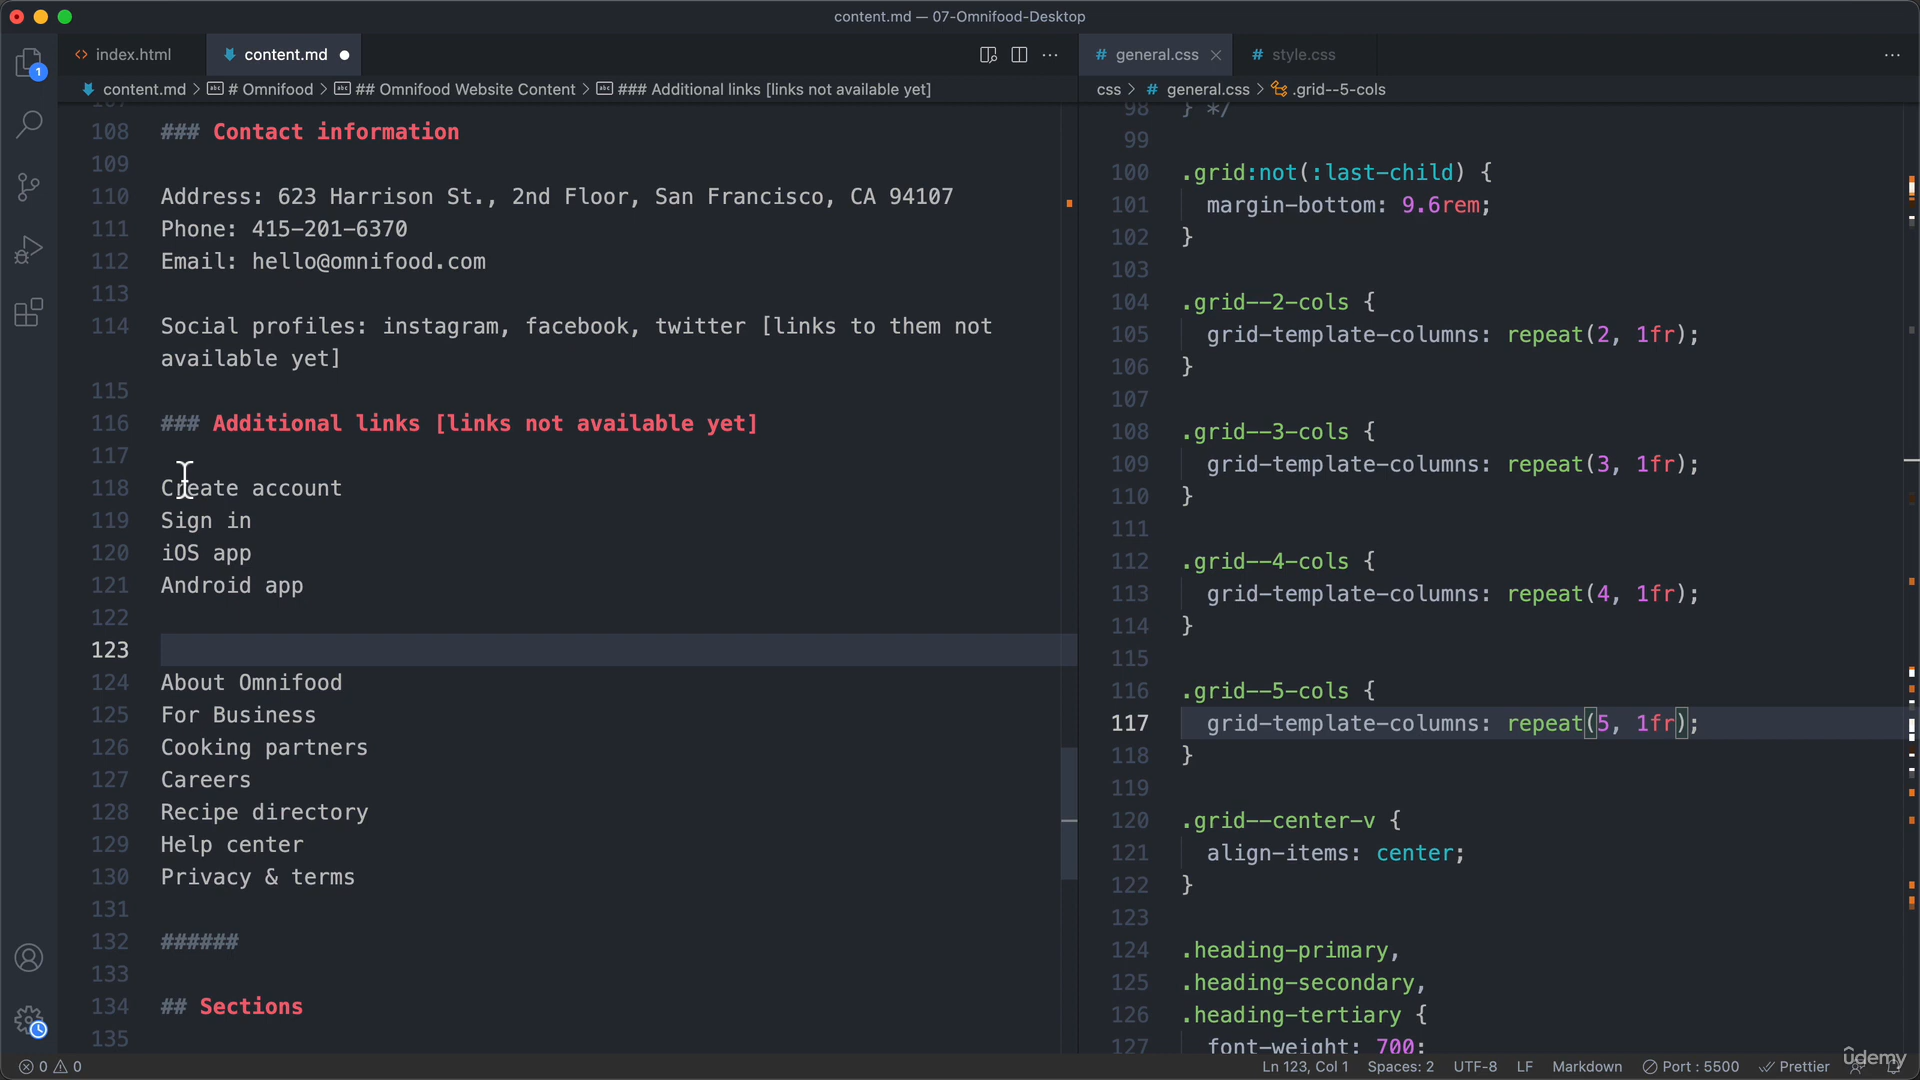 content.md — 07-Omnifood-Desktop
index.html
content.md
general.css
style.css
content.md > # Omnifood > ## Omnifood Website Content > ### Additional links [links not available yet]
css > # general.css > .grid--5-cols
1
108 ### Contact information
109
110 Address: 623 Harrison St., 2nd Floor, San Francisco, CA 94107
111 Phone: 415-201-6370
112 Email: hello@omnifood.com
113
114 Social profiles: instagram, facebook, twitter [links to them not
available yet]
115
116 ### Additional links [links not available yet]
117
118 Create account
119 Sign in
120 iOS app
121 Android app
122
123
124 About Omnifood
125 For Business
126 Cooking partners
127 Careers
128 Recipe directory
129 Help center
130 Privacy & terms
131
132 ######
133
134 ## Sections
135
98 } */
99
100 .grid:not(:last-child) {
101 margin-bottom: 9.6rem;
102 }
103
104 .grid--2-cols {
105 grid-template-columns: repeat(2, 1fr);
106 }
107
108 .grid--3-cols {
109 grid-template-columns: repeat(3, 1fr);
110 }
111
112 .grid--4-cols {
113 grid-template-columns: repeat(4, 1fr);
114 }
115
116 .grid--5-cols {
117 grid-template-columns: repeat(5, 1fr);
118 }
119
120 .grid--center-v {
121 align-items: center;
122 }
123
124 .heading-primary,
125 .heading-secondary,
126 .heading-tertiary {
127 font-weight: 700;
0 0
Ln 123, Col 1 Spaces: 2 UTF-8 LF Markdown Port : 5500 Prettier
udemy